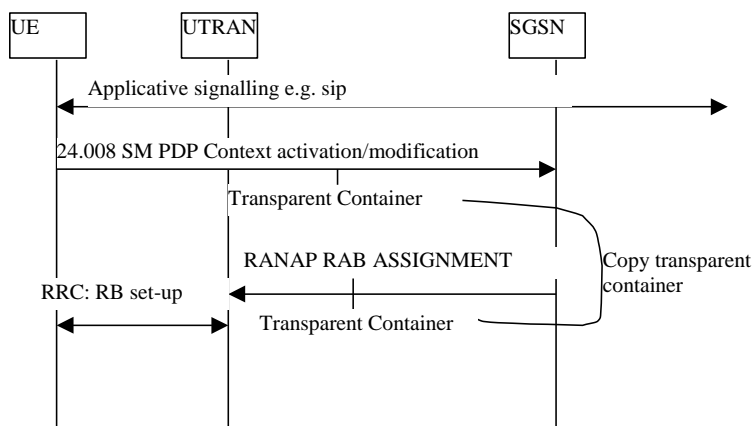 UE
UTRAN
SGSN
Applicative signalling e.g. sip
24.008 SM PDP Context activation/modification
Transparent Container
RANAP RAB ASSIGNMENT
Copy transparent
container
RRC: RB set-up
Transparent Container